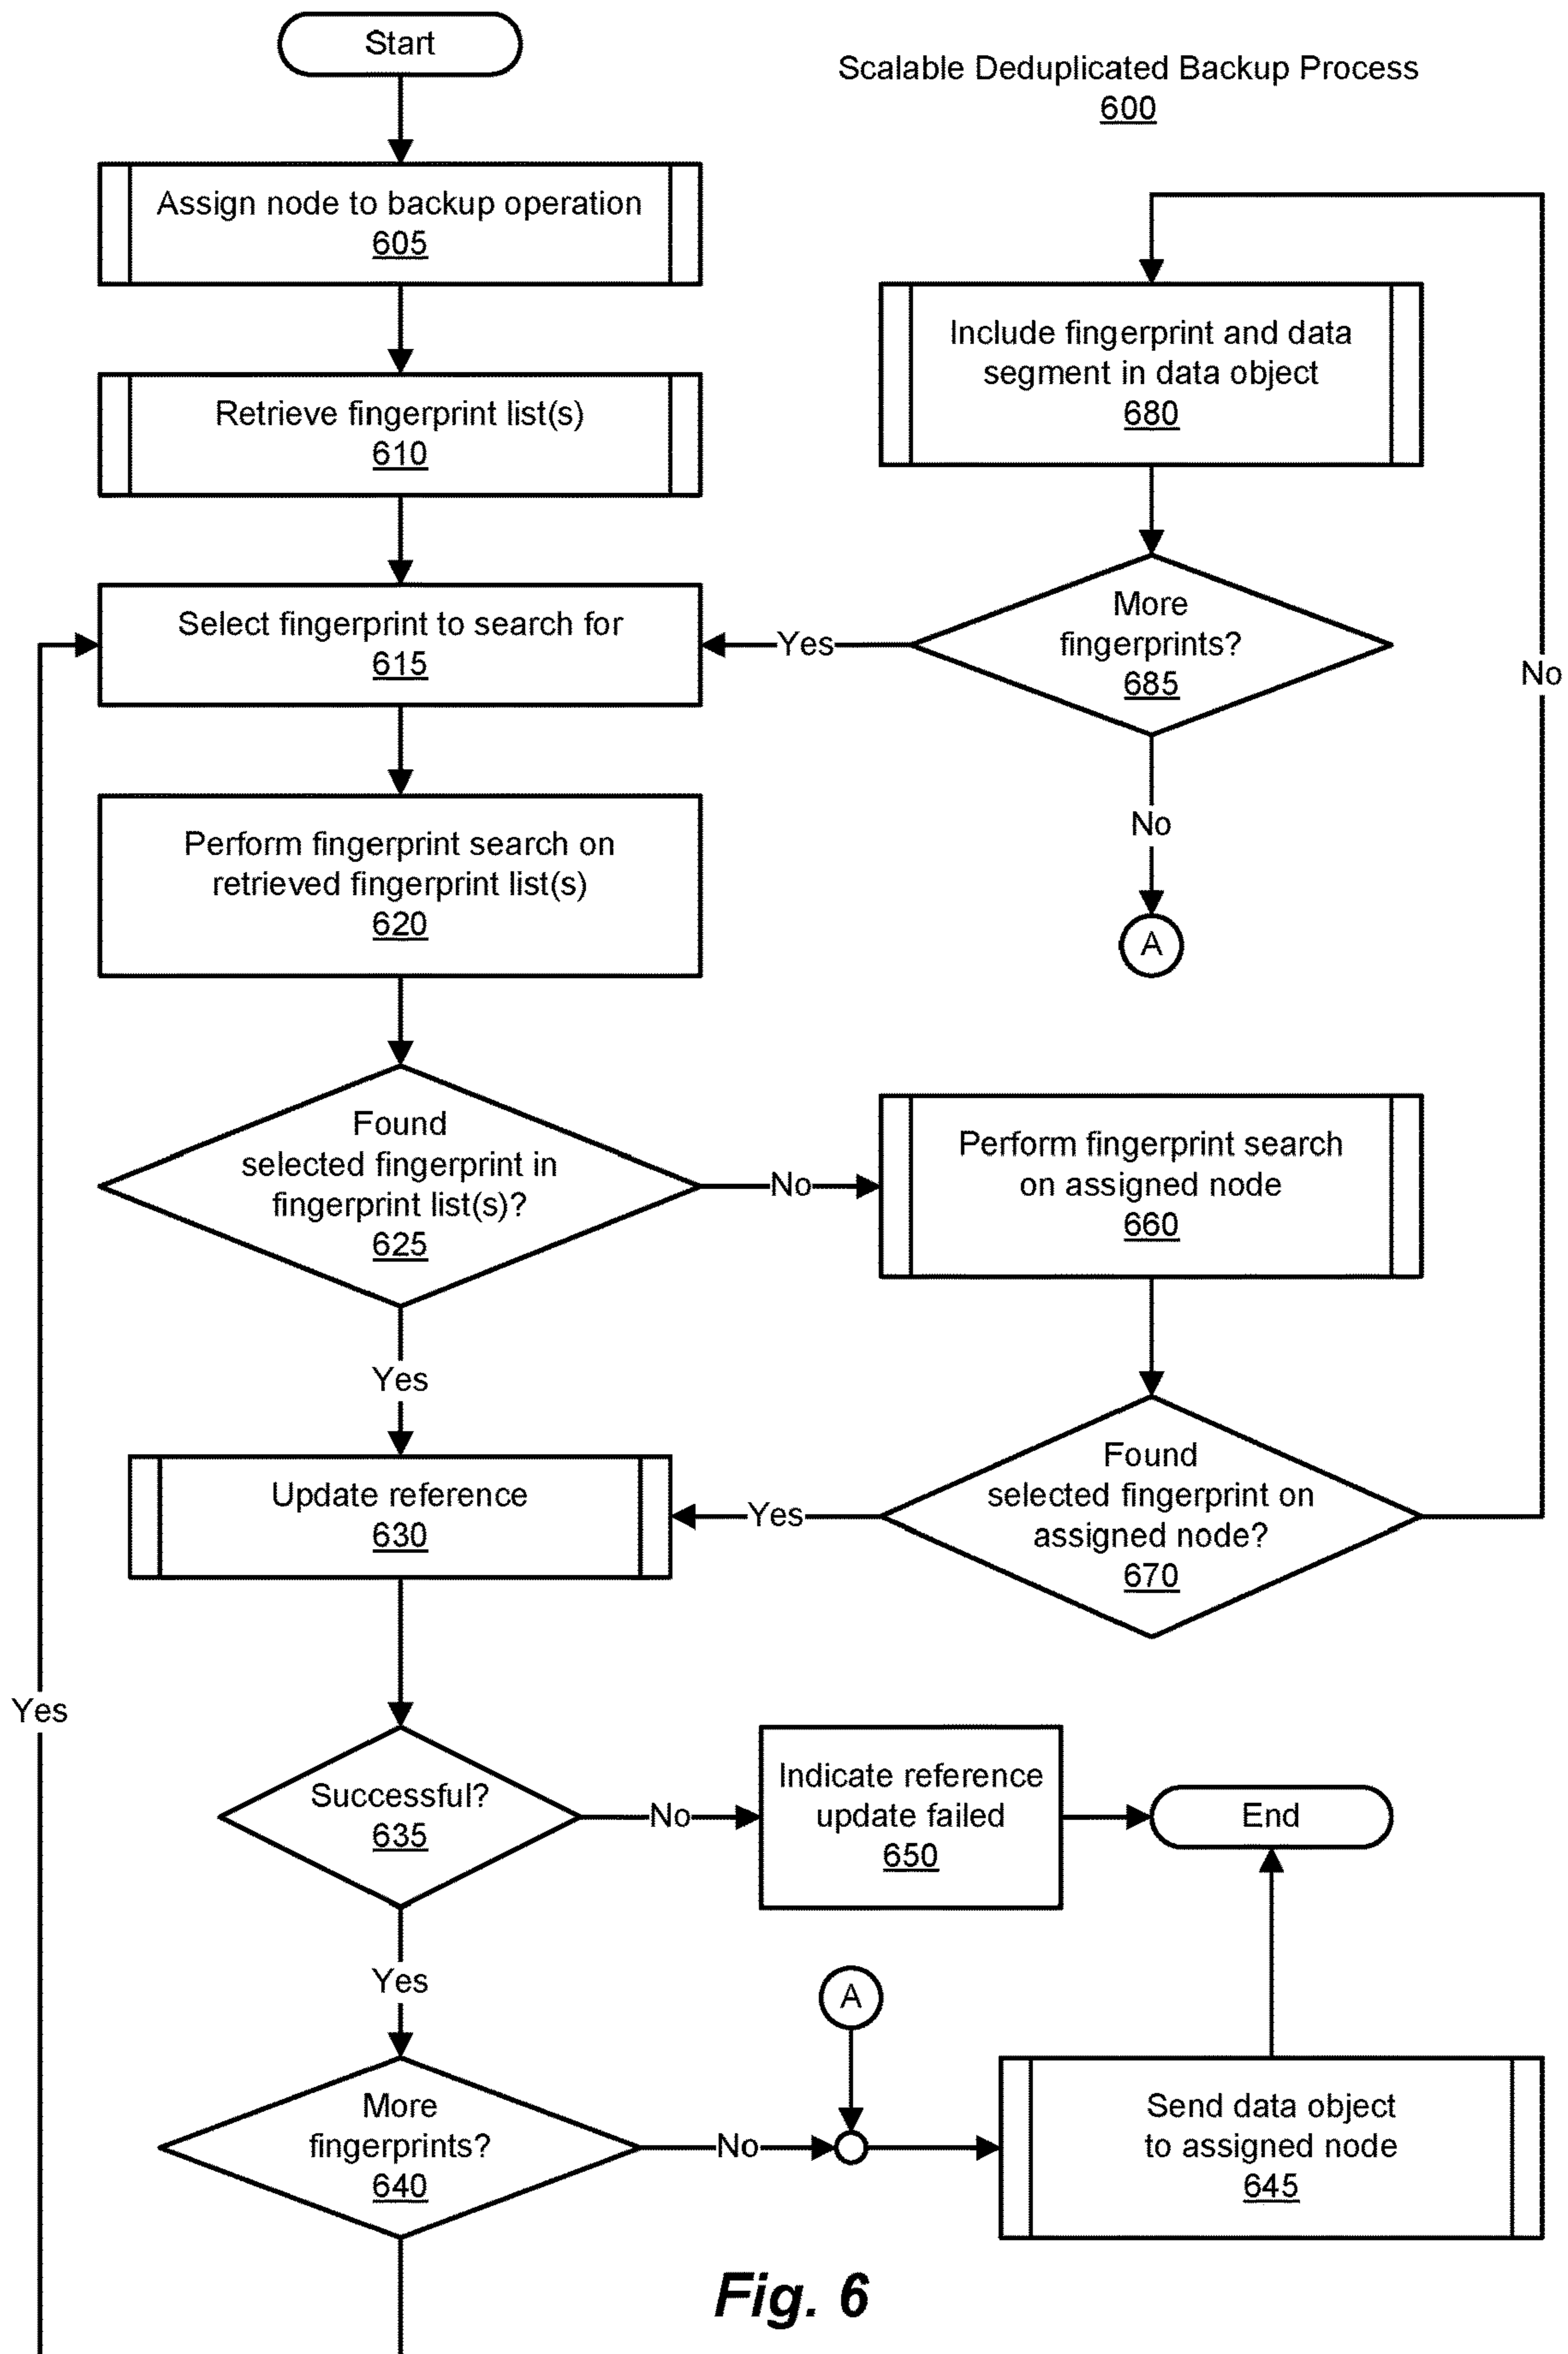 Start
Scalable Deduplicated Backup Process
600
Assign node to backup operation
605
Retrieve fingerprint list(s)
610
Select fingerprint to search for
615
Perform fingerprint search on
retrieved fingerprint list(s)
620
Found
selected fingerprint in
fingerprint list(s)?
625
Yes
No
Update reference
630
Successful?
635
Yes
No
More
fingerprints?
640
Yes
No
Include fingerprint and data
segment in data object
680
More
fingerprints?
685
Yes
No
A
No
Perform fingerprint search
on assigned node
660
Found
selected fingerprint on
assigned node?
670
Yes
Indicate reference
update failed
650
End
A
Send data object
to assigned node
645
Fig. 6